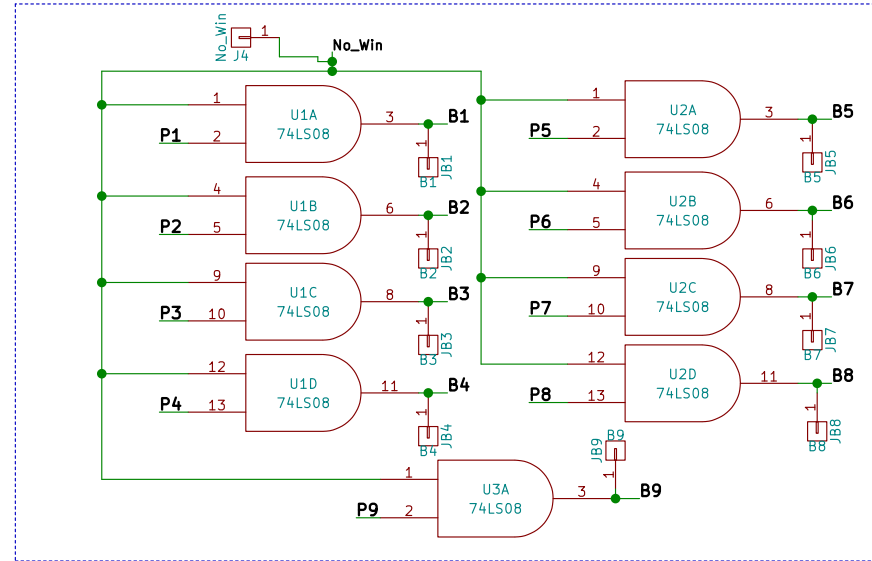 No_Win
1
J4
No_Win
1
U1A
74LS08
3
B1
P1
2
1
B1
JB1
4
U1B
74LS08
6
B2
P2
5
1
B2
JB2
9
U1C
74LS08
8
B3
P3
10
1
B3
JB3
12
U1D
74LS08
11
B4
P4
13
1
B4
JB4
1
U2A
74LS08
3
B5
P5
2
1
B5
JB5
4
U2B
74LS08
6
B6
P6
5
1
B6
JB6
9
U2C
74LS08
8
B7
P7
10
1
B7
JB7
12
U2D
74LS08
11
B8
P8
13
1
B8
JB8
1
U3A
74LS08
3
B9
P9
2
1
B9
JB9